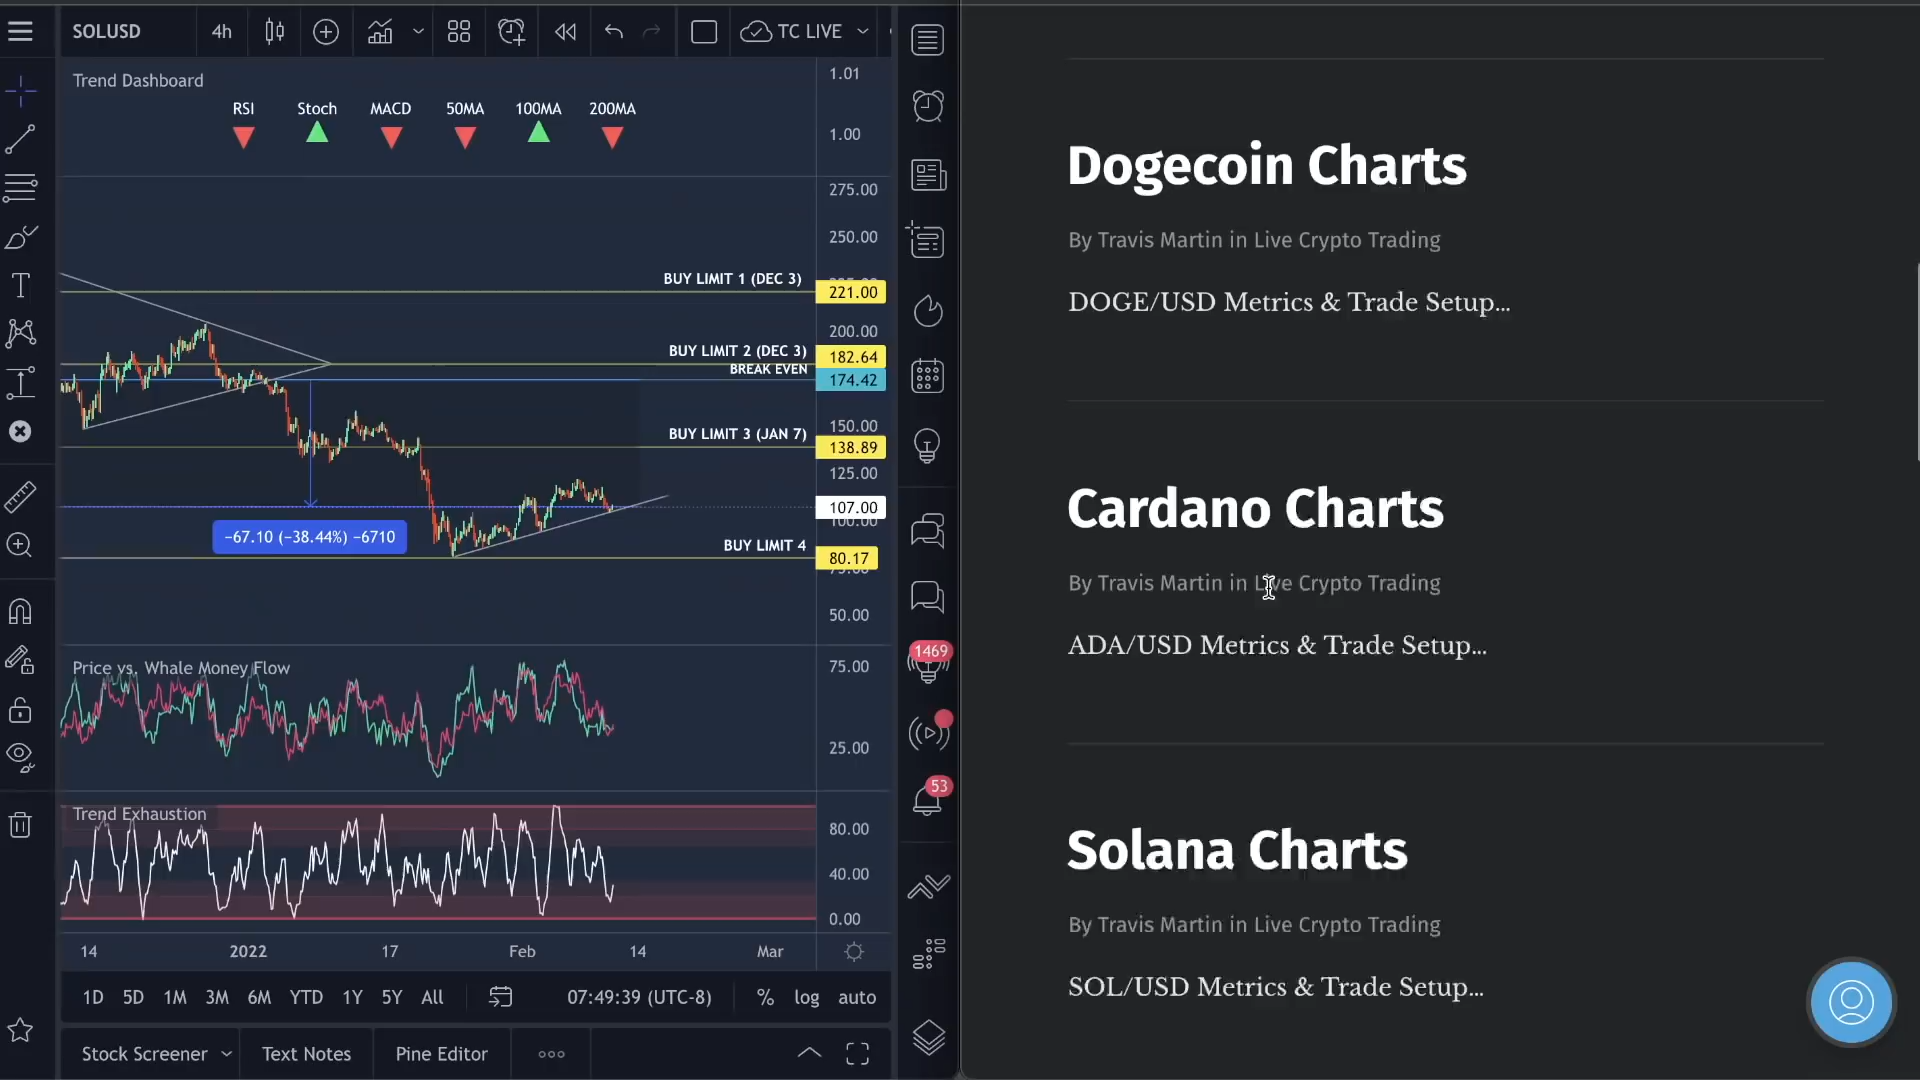 SOLUSD
4h
TC LIVE
Trend Dashboard
1.01
RSI Stoch MACD 50MA 100MA 200MA
1.00
275.00
250.00
BUY LIMIT 1 (DEC 3)
221.00
200.00
BUY LIMIT 2 (DEC 3)
182.64
BREAK EVEN
174.42
150.00
BUY LIMIT 3 (JAN 7)
138.89
125.00
107.00
100.00
−67.10 (−38.44%) −6710
BUY LIMIT 4
80.17
75.00
50.00
Price vs. Whale Money Flow
75.00
25.00
Trend Exhaustion
80.00
40.00
0.00
14 2022 17 Feb 14 Mar
1D 5D 1M 3M 6M YTD 1Y 5Y All
07:49:39 (UTC-8)
% log auto
Stock Screener
Text Notes
Pine Editor
1469
53
Dogecoin Charts
By Travis Martin in Live Crypto Trading
DOGE/USD Metrics & Trade Setup...
Cardano Charts
By Travis Martin in Live Crypto Trading
ADA/USD Metrics & Trade Setup...
Solana Charts
By Travis Martin in Live Crypto Trading
SOL/USD Metrics & Trade Setup...